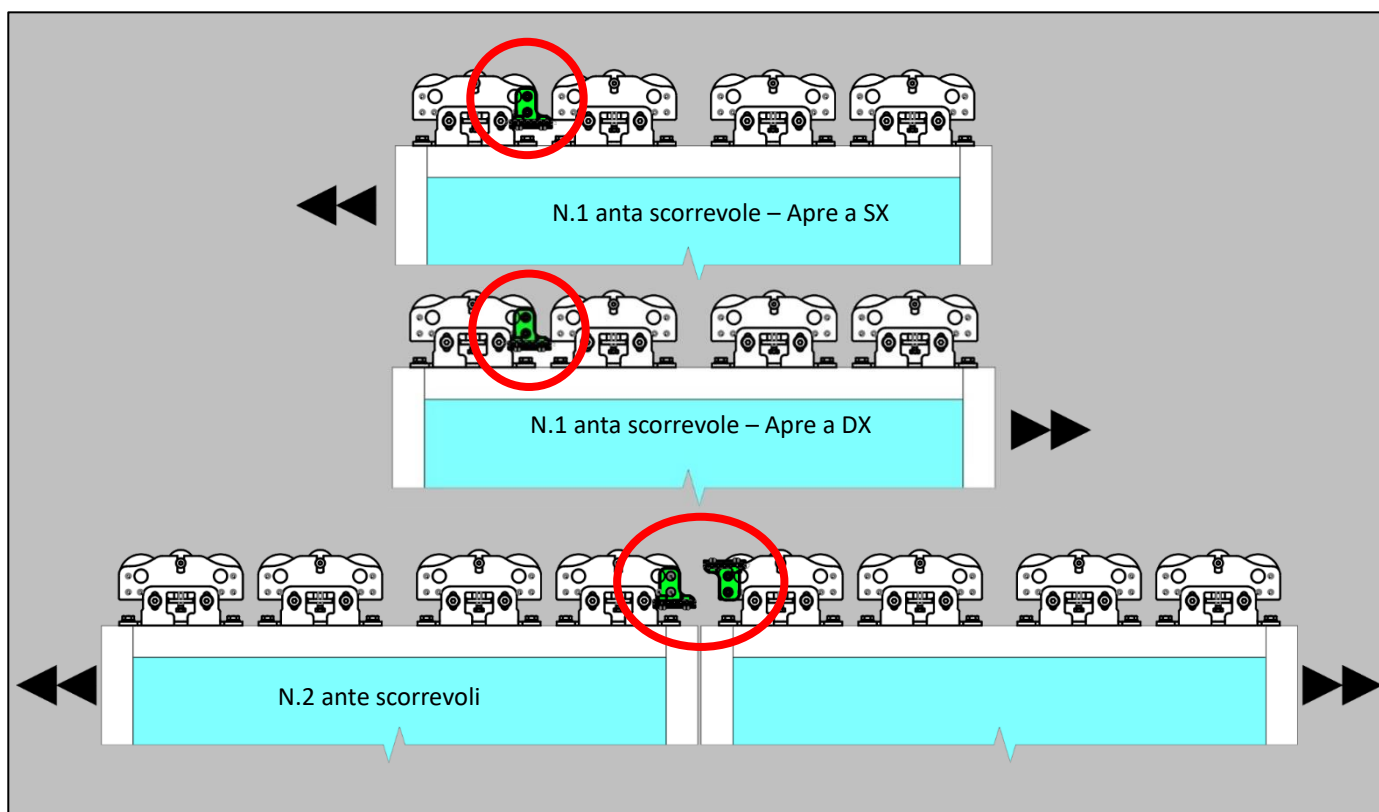 N.1 anta scorrevole – Apre a SX
N.1 anta scorrevole – Apre a DX
N.2 ante scorrevoli